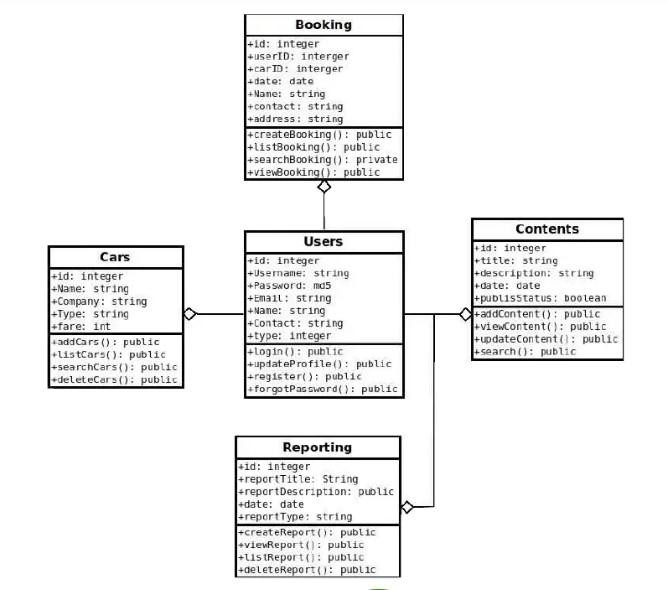 Booking
+id: integer
+userID: interger
+carID: interger
+date: date
+Name: string
+contact: string
+address: string
+createBooking(): public
+listBooking(): public
+searchBooking(): private
+viewBooking(): public
Cars
+id: integer
+Name: string
+Company: string
+Type: string
+fare: int
+addCars(): public
+listCars(): public
+searchCars(): public
+deleteCars(): public
Users
+id: integer
+Username: string
+Password: md5
+Email: string
+Name: string
+Contact: string
+type: integer
+login(): public
+updateProfile(): public
+register(): public
+forgotPassword(): public
Contents
+id: integer
+title: string
+description: string
+date: date
+publisStatus: boolean
+addContent(): public
+viewContent(): public
+updateContent(): public
+search(): public
Reporting
+id: integer
+reportTitle: String
+reportDescription: public
+date: date
+reportType: string
+createReport(): public
+viewReport(): public
+listReport(): public
+deleteReport(): public